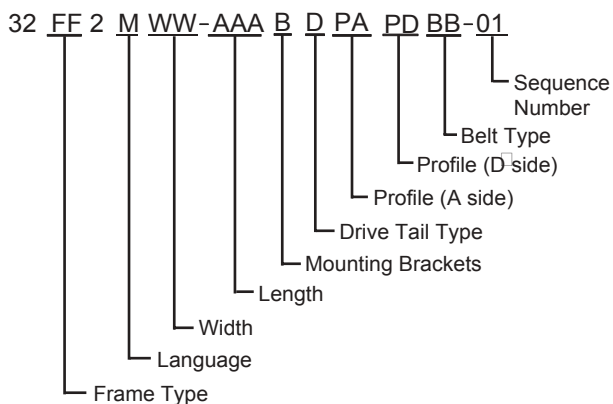 32 FF 2 M WW-AAA B D PA PD BB-01
Sequence
Number
Belt Type
Profile (D side)
Profile (A side)
Drive Tail Type
Mounting Brackets
Length
Width
Language
Frame Type